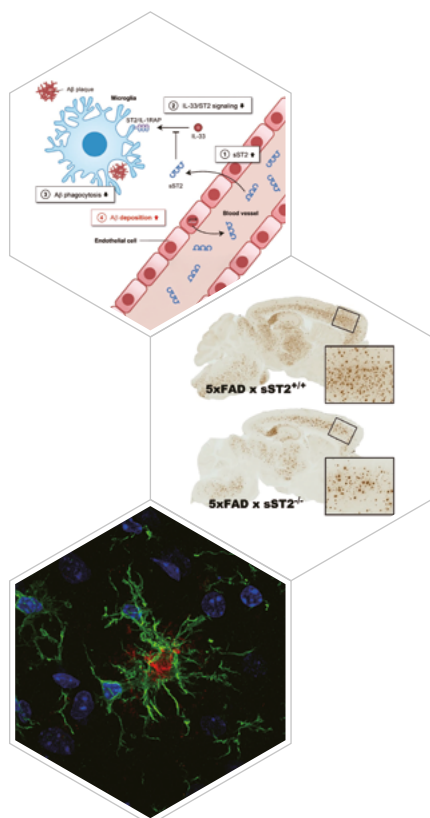 Aβ plaque
Microglia
② IL-33/ST2 signaling
ST2/IL-1RAP
IL-33
① sST2
sST2
③ Aβ phagocytosis
④ Aβ deposition
Blood vessel
Endothelial cell
5xFAD x sST2+/+
5xFAD x sST2-/-